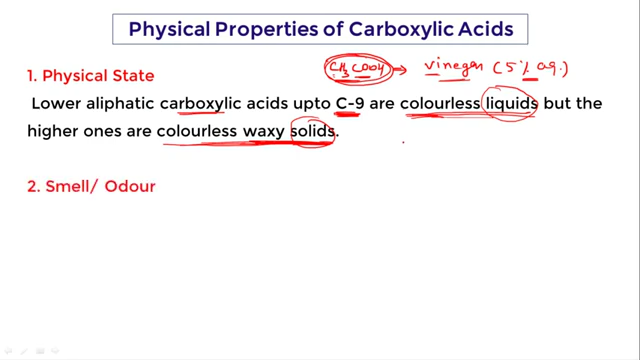 Physical Properties of Carboxylic Acids
CH3COOH → vinegar (5% aq.)
1. Physical State
Lower aliphatic carboxylic acids upto C-9 are colourless liquids but the
higher ones are colourless waxy solids.
2. Smell/ Odour